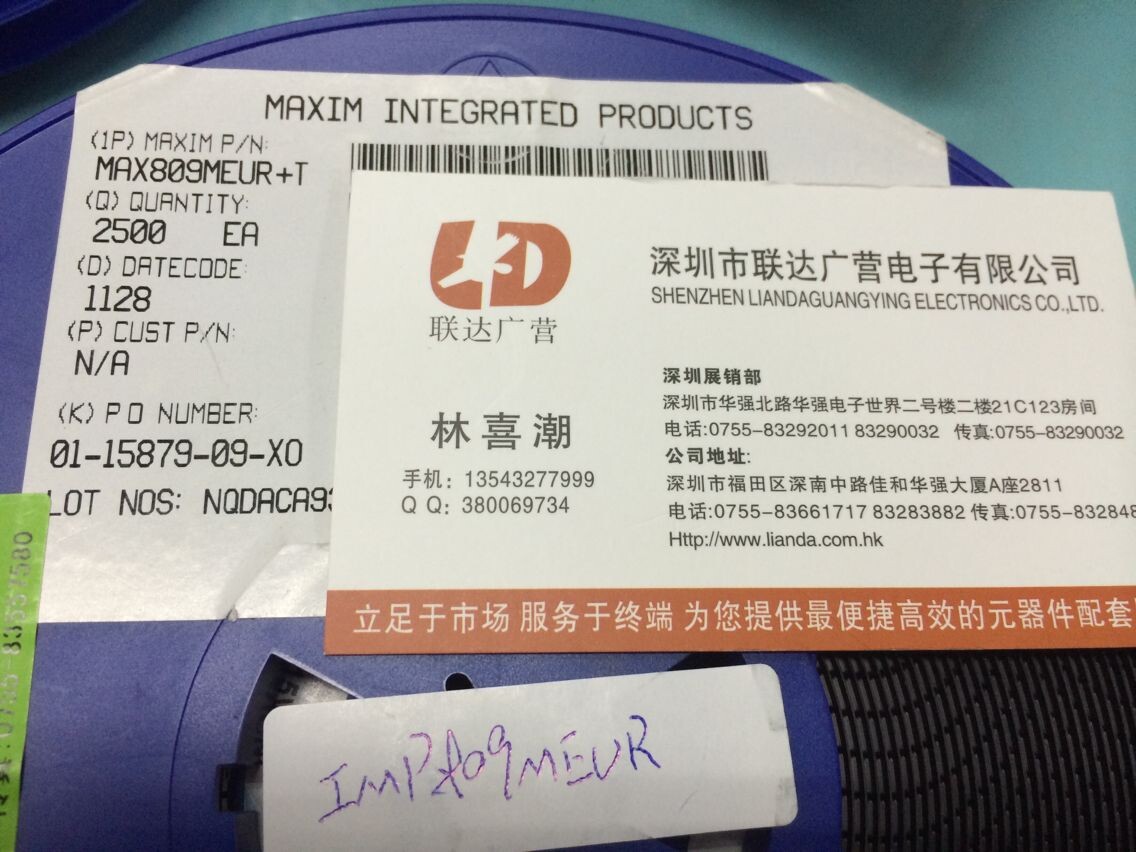 MAXIM INTEGRATED PRODUCTS
(1P) MAXIM P/N:
MAX809MEUR+T
(Q) QUANTITY:
2500 EA
(D) DATECODE:
1128
(P) CUST P/N:
N/A
(K) P O NUMBER:
01-15879-09-XO
LOT NOS: NQDACA93
LD
联达广营
深圳市联达广营电子有限公司
SHENZHEN LIANDAGUANGYING ELECTRONICS CO.,LTD.
林喜潮
手机: 13543277999
Q Q: 380069734
深圳展销部
深圳市华强北路华强电子世界二号楼二楼21C123房间
电话:0755-83292011 83290032 传真:0755-83290032
公司地址:
深圳市福田区深南中路佳和华强大厦A座2811
电话:0755-83661717 83283882 传真:0755-832848
Http://www.lianda.com.hk
立足于市场 服务于终端 为您提供最便捷高效的元器件配套
IMP809MEUR